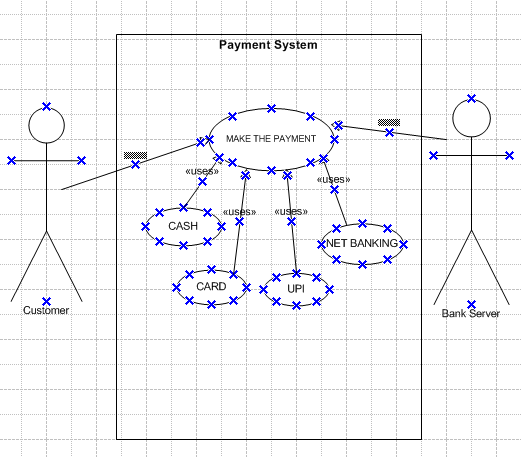 Payment System
MAKE THE PAYMENT
«uses»
«uses»
«uses»
«uses»
CASH
NET BANKING
CARD
UPI
Customer
Bank Server